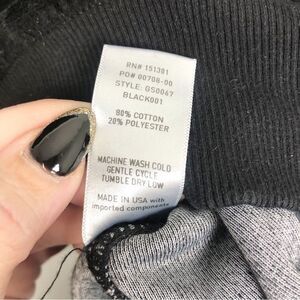 RN# 151381
PO# 00708-00
STYLE: GS0067
BLACK001
80% COTTON
20% POLYESTER
MACHINE WASH COLD
GENTLE CYCLE
TUMBLE DRY LOW
MADE IN USA with
imported components